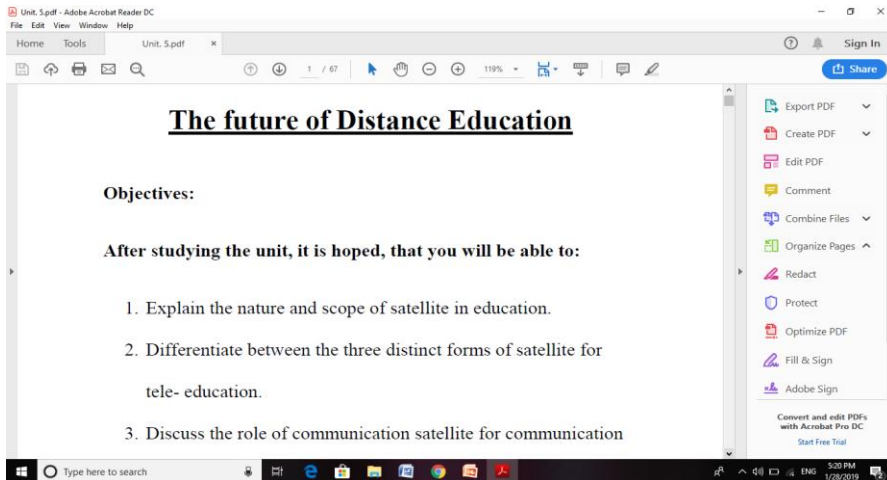 Unit. 5.pdf - Adobe Acrobat Reader DC
File Edit View Window Help
Home Tools Unit. 5.pdf × Sign In
1 / 67 119% Share
The future of Distance Education
Objectives:
After studying the unit, it is hoped, that you will be able to:
1. Explain the nature and scope of satellite in education.
2. Differentiate between the three distinct forms of satellite for
tele- education.
3. Discuss the role of communication satellite for communication
Export PDF
Create PDF
Edit PDF
Comment
Combine Files
Organize Pages
Redact
Protect
Optimize PDF
Fill & Sign
Adobe Sign
Convert and edit PDFs
with Acrobat Pro DC
Start Free Trial
Type here to search
ENG 5:20 PM
1/28/2019